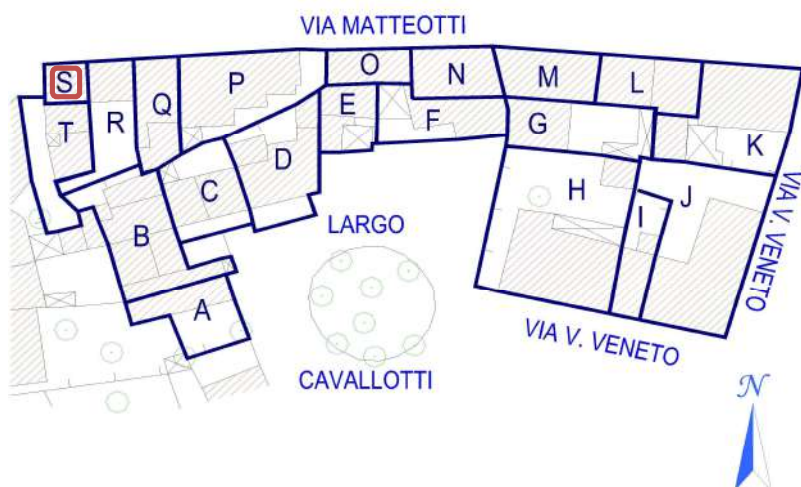 VIA MATTEOTTI
S
T
R
Q
P
O
N
M
L
E
F
G
K
D
C
B
A
H
I
J
LARGO
CAVALLOTTI
VIA V. VENETO
VIA V. VENETO
N